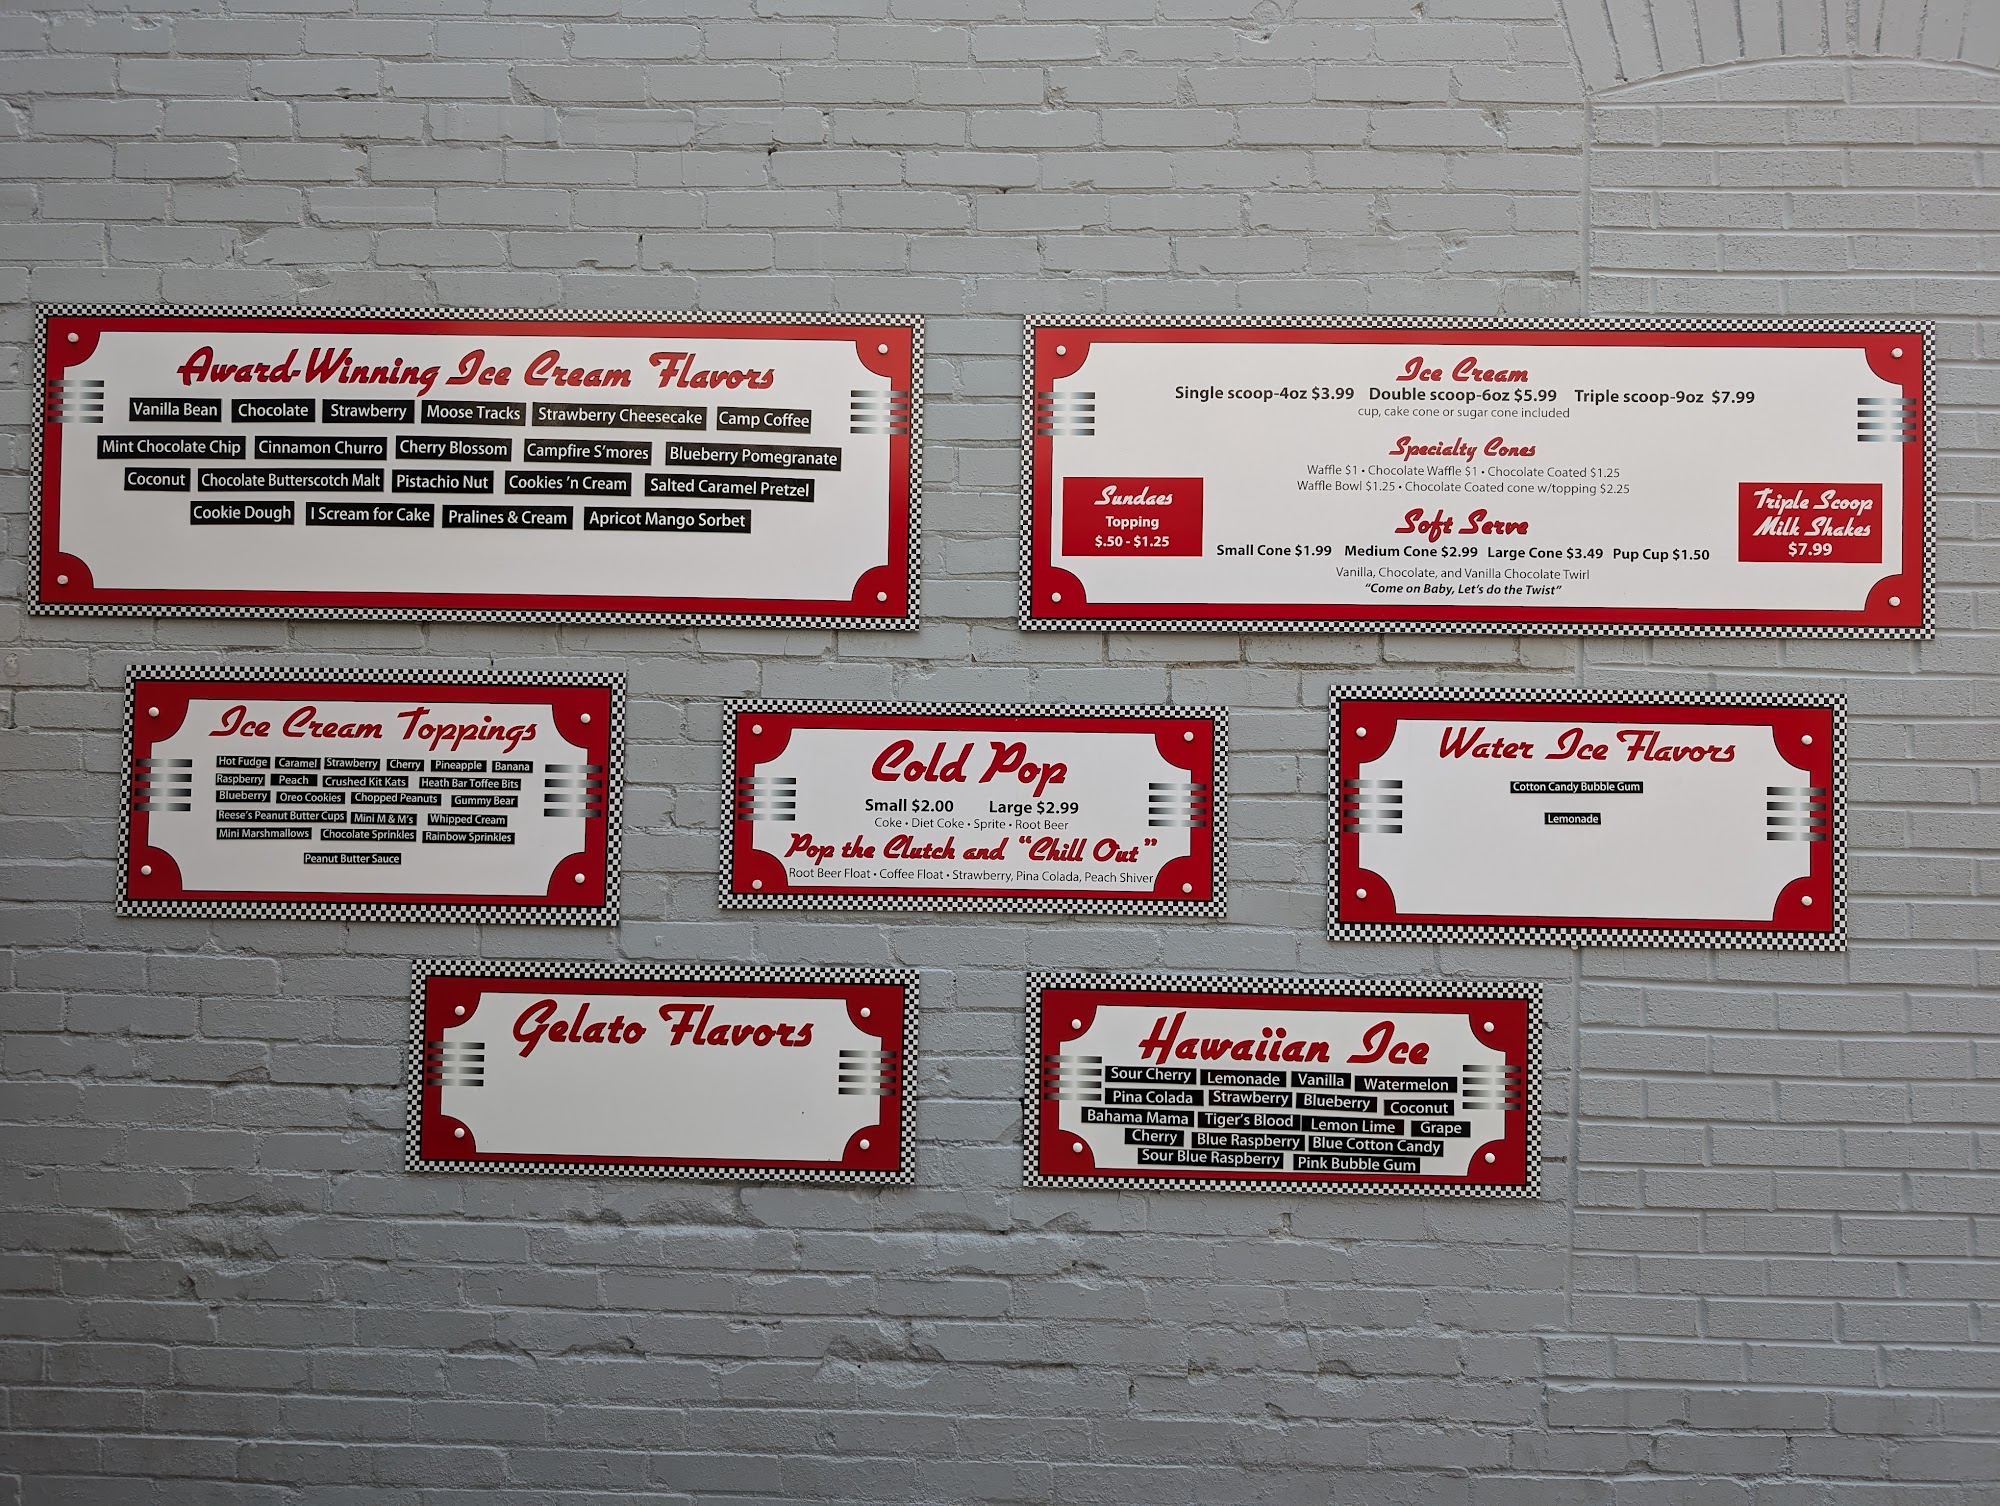 Award-Winning Ice Cream Flavors
Vanilla Bean Chocolate Strawberry Moose Tracks Strawberry Cheesecake Camp Coffee
Mint Chocolate Chip Cinnamon Churro Cherry Blossom Campfire S'mores Blueberry Pomegranate
Coconut Chocolate Butterscotch Malt Pistachio Nut Cookies 'n Cream Salted Caramel Pretzel
Cookie Dough I Scream for Cake Pralines & Cream Apricot Mango Sorbet
Ice Cream
Single scoop-4oz $3.99 Double scoop-6oz $5.99 Triple scoop-9oz $7.99
cup, cake cone or sugar cone included
Specialty Cones
Waffle $1 • Chocolate Waffle $1 • Chocolate Coated $1.25
Waffle Bowl $1.25 • Chocolate Coated cone w/topping $2.25
Sundaes
Topping
$.50 - $1.25
Soft Serve
Small Cone $1.99 Medium Cone $2.99 Large Cone $3.49 Pup Cup $1.50
Vanilla, Chocolate, and Vanilla Chocolate Twirl
"Come on Baby, Let's do the Twist"
Triple Scoop
Milk Shakes
$7.99
Ice Cream Toppings
Hot Fudge Caramel Strawberry Cherry Pineapple Banana
Raspberry Peach Crushed Kit Kats Heath Bar Toffee Bits
Blueberry Oreo Cookies Chopped Peanuts Gummy Bear
Reese's Peanut Butter Cups Mini M & M's Whipped Cream
Mini Marshmallows Chocolate Sprinkles Rainbow Sprinkles
Peanut Butter Sauce
Cold Pop
Small $2.00 Large $2.99
Coke • Diet Coke • Sprite • Root Beer
Pop the Clutch and "Chill Out"
Root Beer Float • Coffee Float • Strawberry, Pina Colada, Peach Shiver
Water Ice Flavors
Cotton Candy Bubble Gum
Lemonade
Gelato Flavors
Hawaiian Ice
Sour Cherry Lemonade Vanilla Watermelon
Pina Colada Strawberry Blueberry Coconut
Bahama Mama Tiger's Blood Lemon Lime Grape
Cherry Blue Raspberry Blue Cotton Candy
Sour Blue Raspberry Pink Bubble Gum